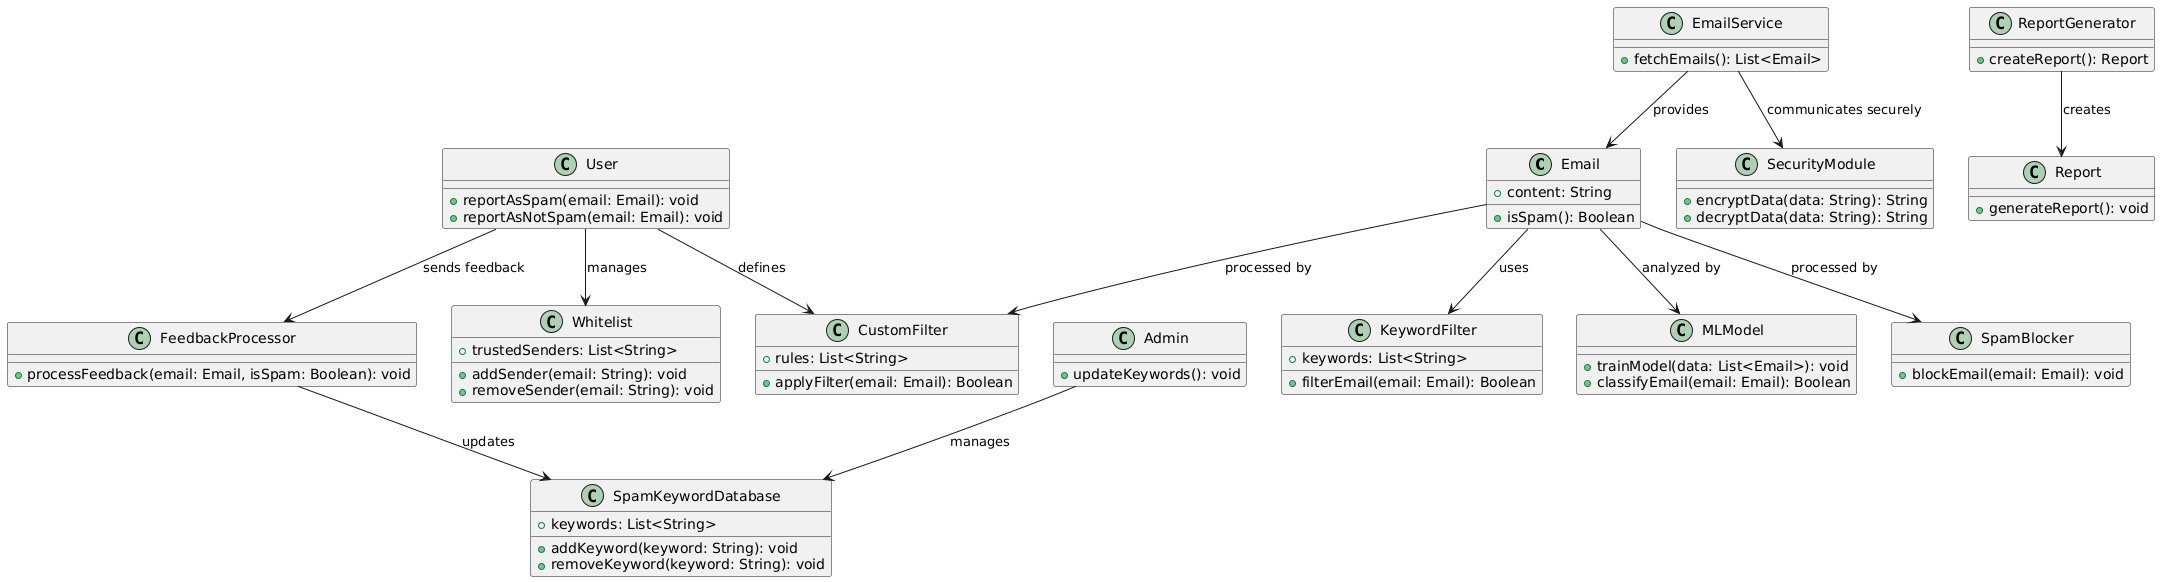 C EmailService
fetchEmails(): List<Email>
C ReportGenerator
createReport(): Report
provides
communicates securely
creates
C User
reportAsSpam(email: Email): void
reportAsNotSpam(email: Email): void
C Email
content: String
isSpam(): Boolean
C SecurityModule
encryptData(data: String): String
decryptData(data: String): String
C Report
generateReport(): void
sends feedback
manages
defines
processed by
uses
analyzed by
processed by
C FeedbackProcessor
processFeedback(email: Email, isSpam: Boolean): void
C Whitelist
trustedSenders: List<String>
addSender(email: String): void
removeSender(email: String): void
C CustomFilter
rules: List<String>
applyFilter(email: Email): Boolean
C Admin
updateKeywords(): void
C KeywordFilter
keywords: List<String>
filterEmail(email: Email): Boolean
C MLModel
trainModel(data: List<Email>): void
classifyEmail(email: Email): Boolean
C SpamBlocker
blockEmail(email: Email): void
updates
manages
C SpamKeywordDatabase
keywords: List<String>
addKeyword(keyword: String): void
removeKeyword(keyword: String): void